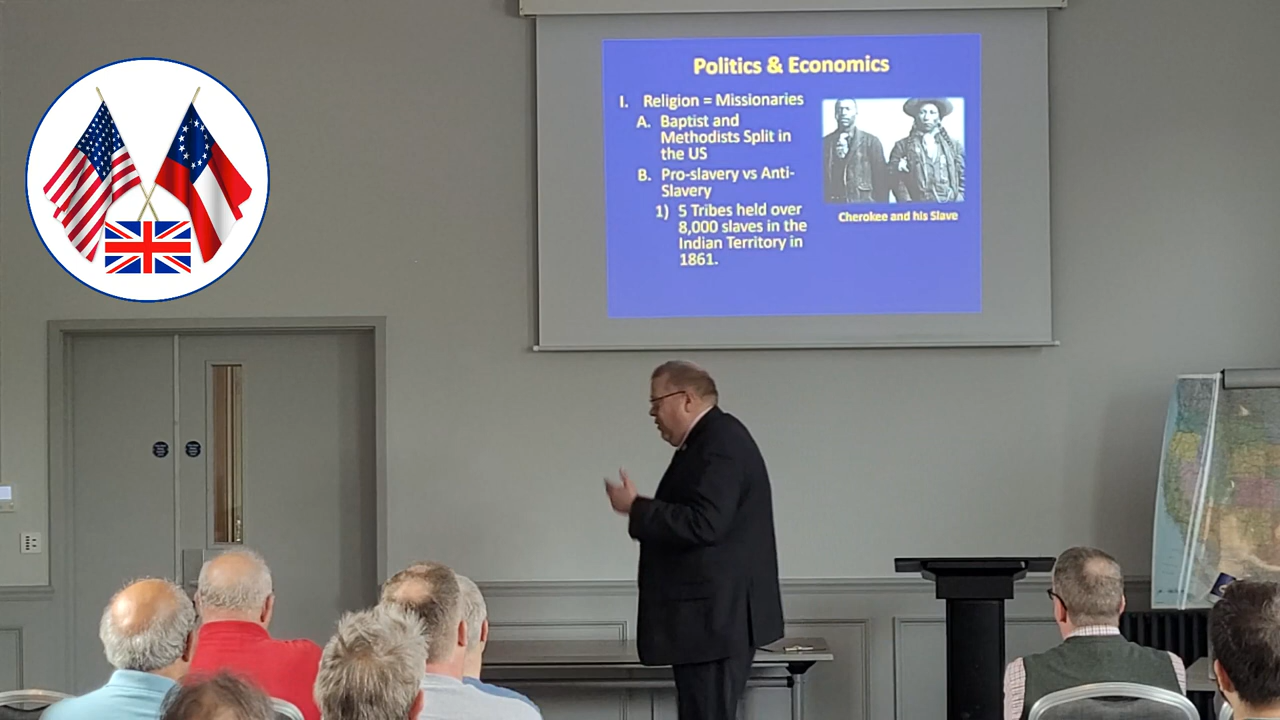 Politics & Economics
I. Religion = Missionaries
A. Baptist and
Methodists Split in
the US
B. Pro-slavery vs Anti-
Slavery
1) 5 Tribes held over
8,000 slaves in the
Indian Territory in
1861.
Cherokee and his Slave